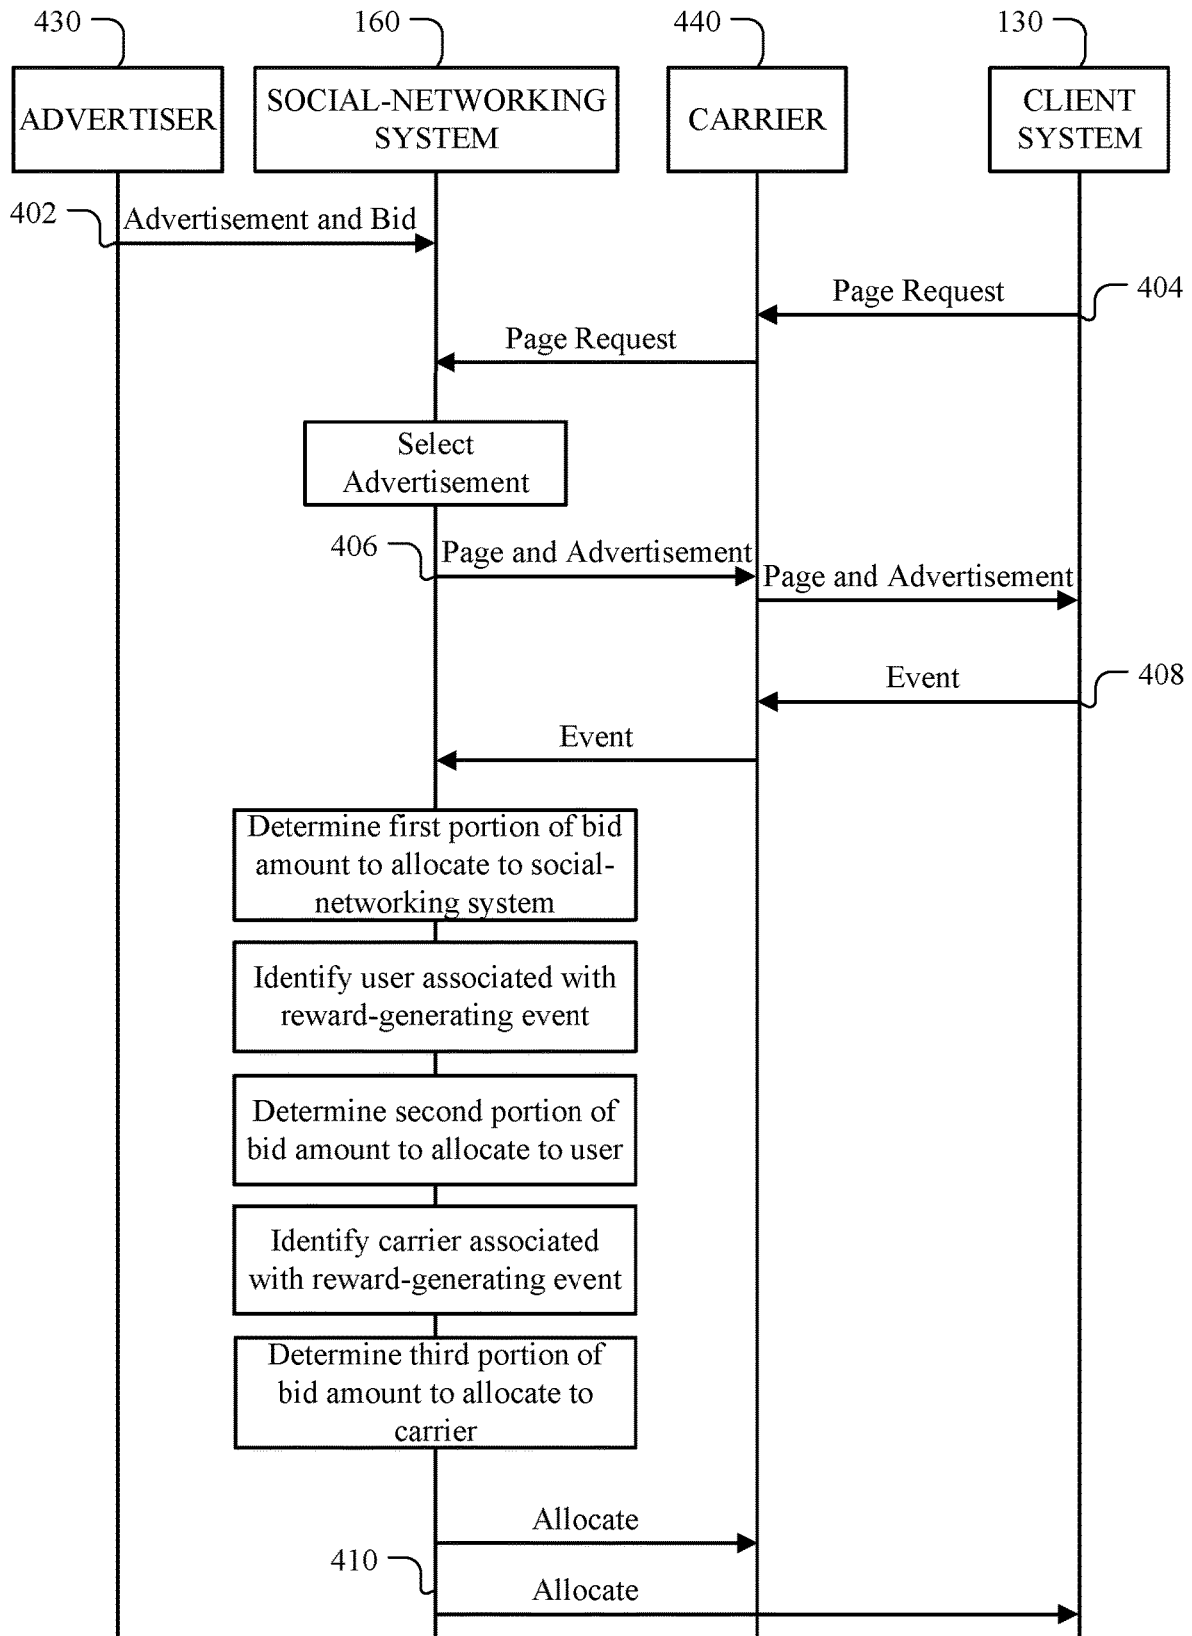 430
160
440
130
ADVERTISER
SOCIAL-NETWORKING
SYSTEM
CARRIER
CLIENT
SYSTEM
402
Advertisement and Bid
Page Request
404
Page Request
Select
Advertisement
406
Page and Advertisement
Page and Advertisement
Event
408
Event
Determine first portion of bid
amount to allocate to social-
networking system
Identify user associated with
reward-generating event
Determine second portion of
bid amount to allocate to user
Identify carrier associated
with reward-generating event
Determine third portion of
bid amount to allocate to
carrier
Allocate
410
Allocate